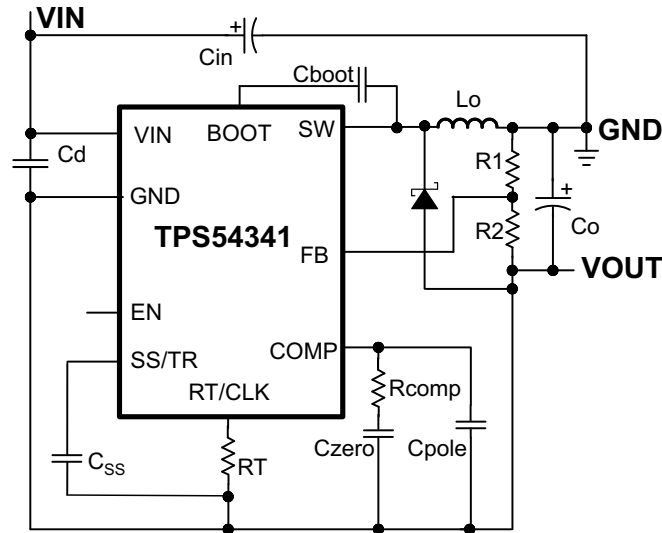 VIN
+
Cin
Cboot
Lo
VIN
BOOT
SW
GND
Cd
R1
GND
+
TPS54341
R2
Co
FB
VOUT
EN
COMP
SS/TR
RT/CLK
Rcomp
Czero
Cpole
CSS
RT